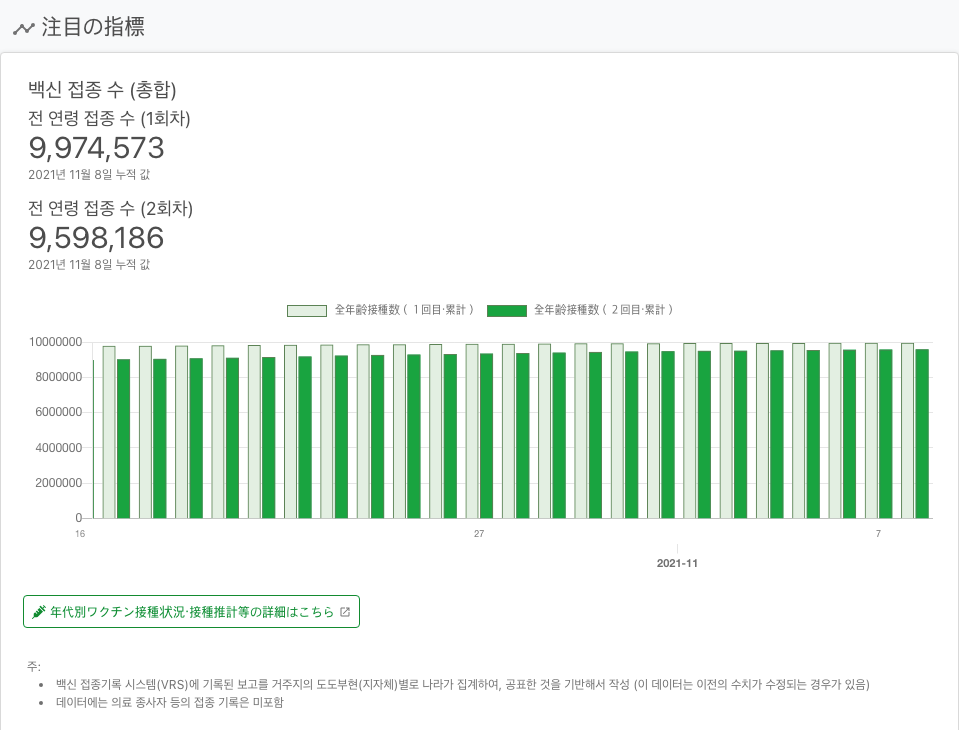 注目の指標
백신 접종 수 (총합)
전 연령 접종 수 (1회차)
9,974,573
2021년 11월 8일 누적 값
전 연령 접종 수 (2회차)
9,598,186
2021년 11월 8일 누적 값
全年齢接種数 ( １回目·累計 ) 全年齢接種数 ( ２回目·累計 )
10000000
8000000
6000000
4000000
2000000
0
16 27 7
2021-11
年代別ワクチン接種状況·接種推計等の詳細はこちら
주:
• 백신 접종기록 시스템(VRS)에 기록된 보고를 거주지의 도도부현(지자체)별로 나라가 집계하여, 공표한 것을 기반해서 작성 (이 데이터는 이전의 수치가 수정되는 경우가 있음)
• 데이터에는 의료 종사자 등의 접종 기록은 미포함